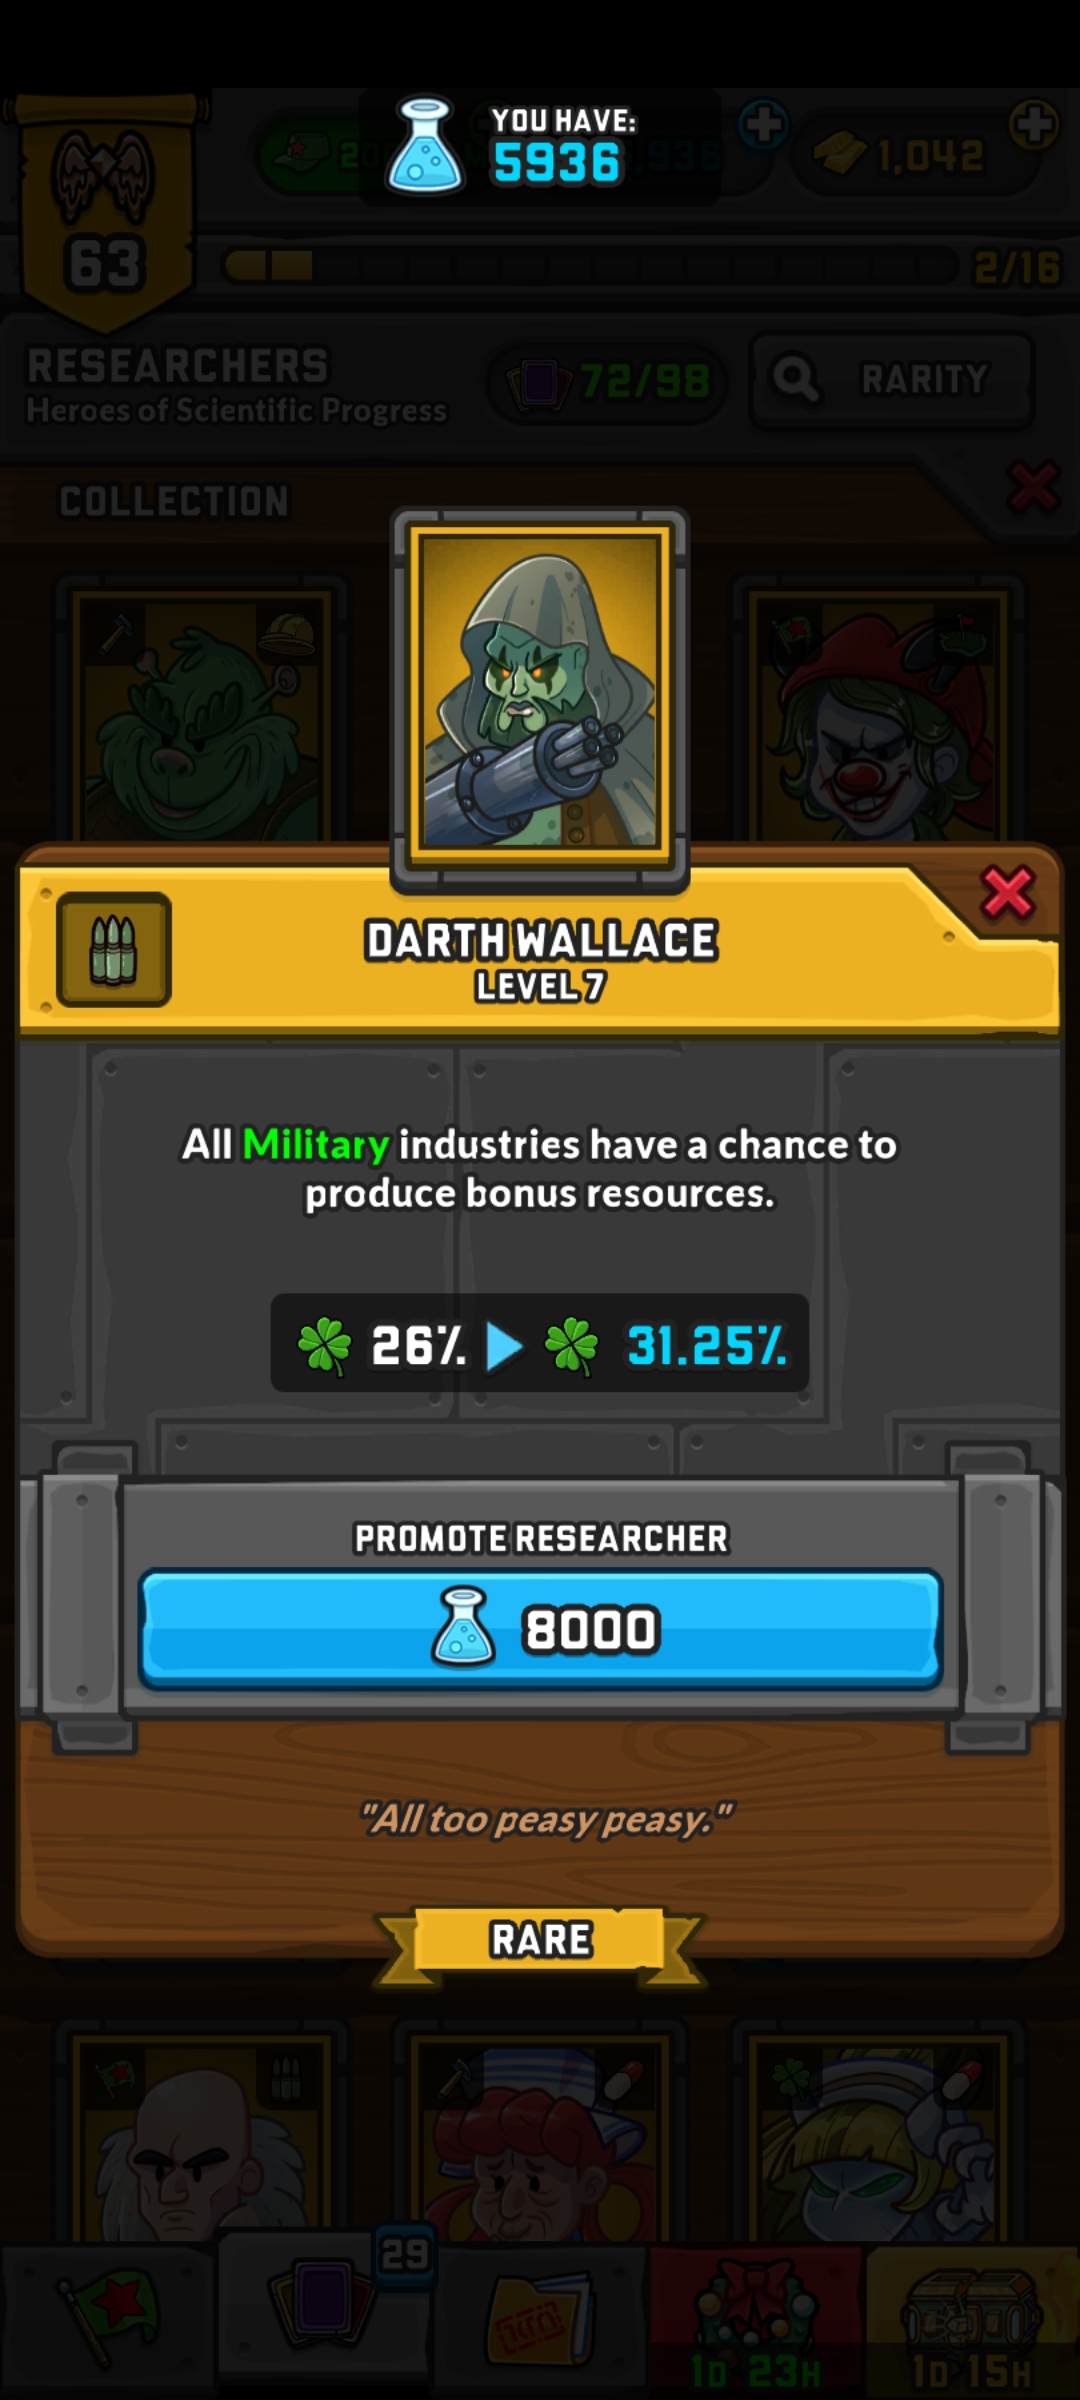 YOU HAVE:
5936
1,042
63
2/16
RESEARCHERS
Heroes of Scientific Progress
72/98
RARITY
COLLECTION
DARTH WALLACE
LEVEL 7
All Military industries have a chance to
produce bonus resources.
26% 31.25%
PROMOTE RESEARCHER
8000
"All too peasy peasy."
RARE
29
1D 23H
1D 15H